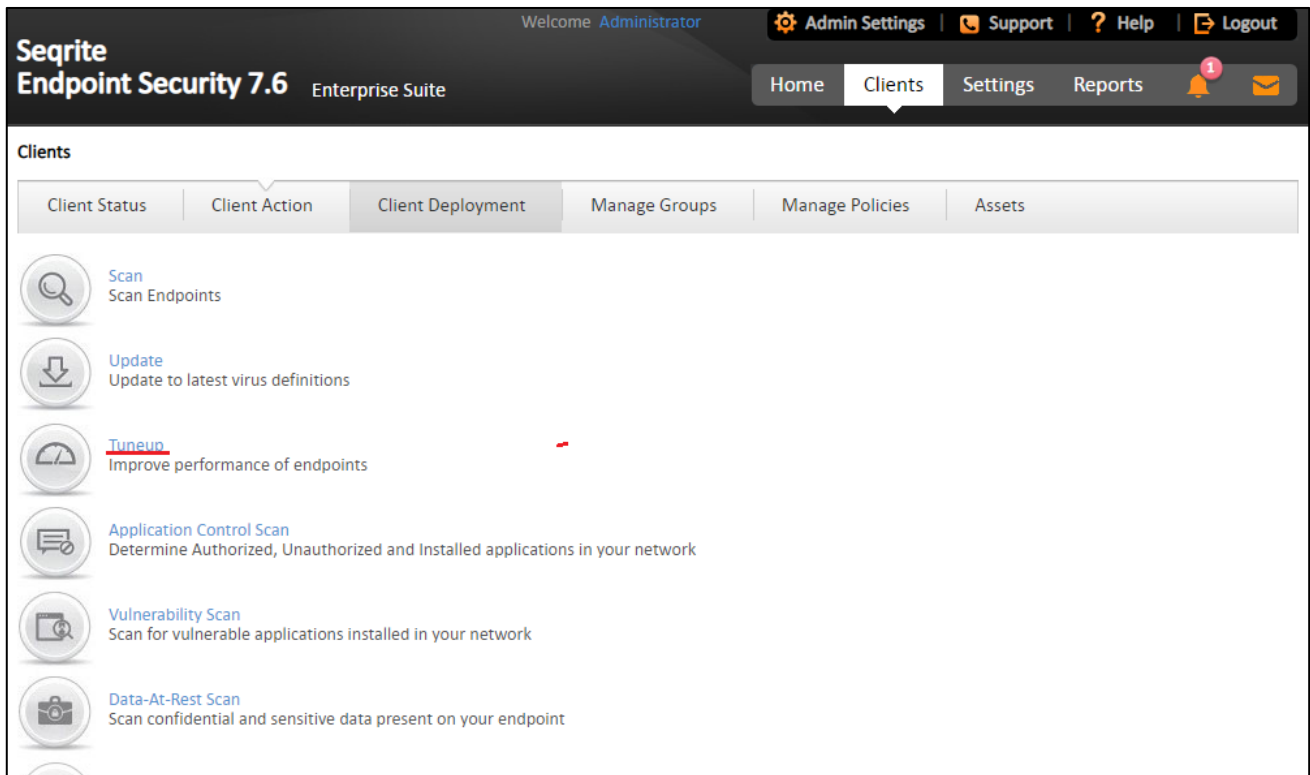 Welcome Administrator
Admin Settings | Support | ? Help | Logout
Seqrite
Endpoint Security 7.6 Enterprise Suite
Home Clients Settings Reports 1
Clients
Client Status Client Action Client Deployment Manage Groups Manage Policies Assets
Scan
Scan Endpoints
Update
Update to latest virus definitions
Tuneup
Improve performance of endpoints
Application Control Scan
Determine Authorized, Unauthorized and Installed applications in your network
Vulnerability Scan
Scan for vulnerable applications installed in your network
Data-At-Rest Scan
Scan confidential and sensitive data present on your endpoint